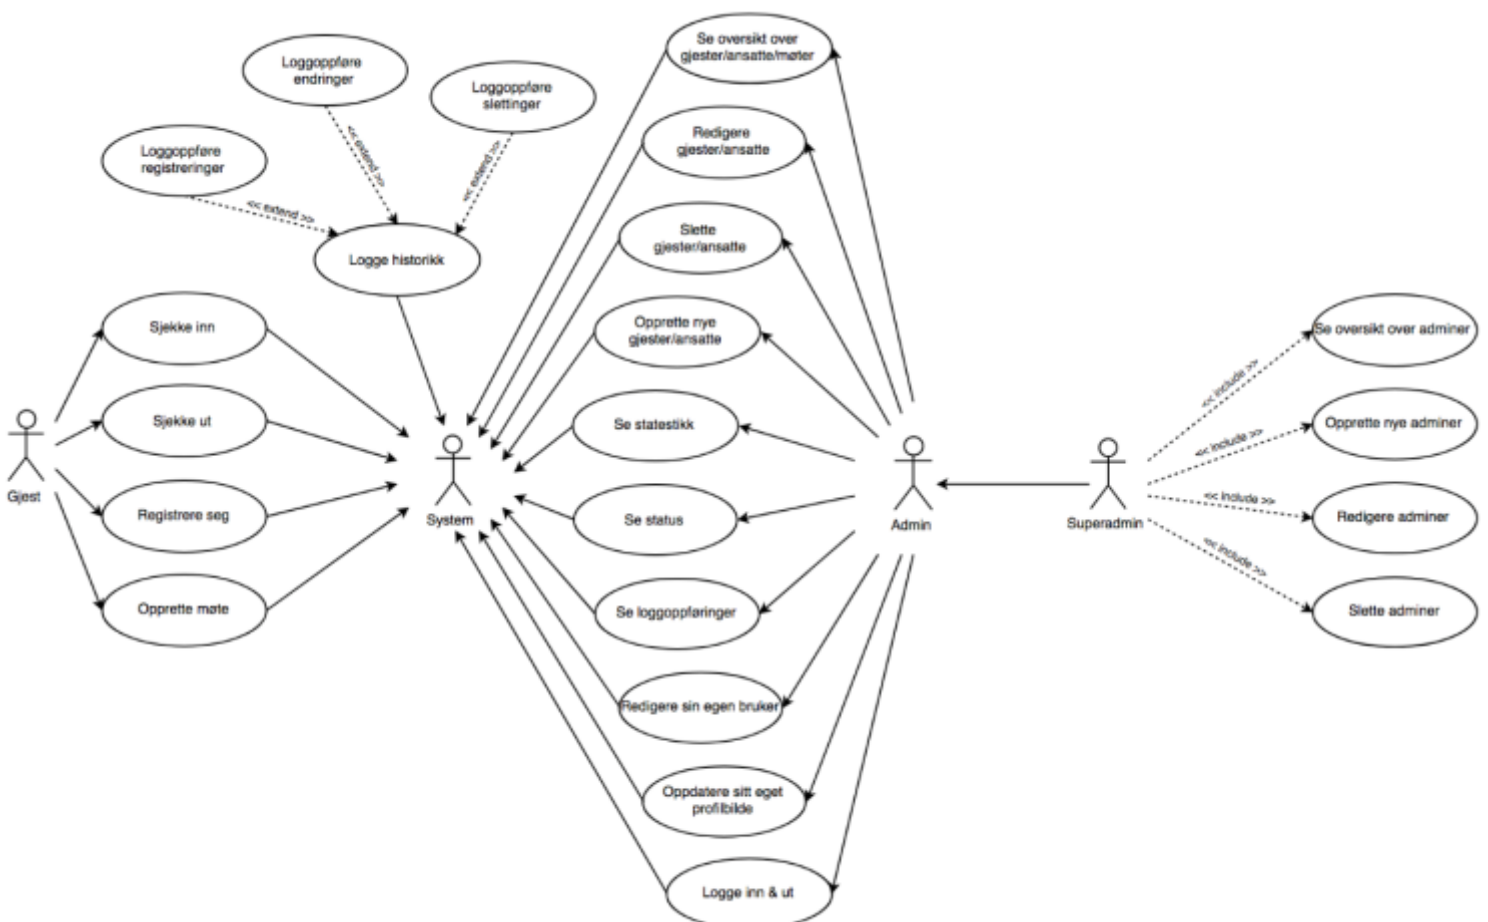 Se oversikt over
gjester/ansatte/møter
Loggoppføre
endringer
Loggoppføre
slettinger
Redigere
gjester/ansatte
Loggoppføre
registreringer
<< extend >>
<< extend >>
<< extend >>
Slette
gjester/ansatte
Logge historikk
Sjekke inn
Opprette nye
gjester/ansatte
Se oversikt over adminer
<< include >>
Sjekke ut
Se statestikk
Opprette nye adminer
<< include >>
Gjest
Registrere seg
System
Se status
Admin
Superadmin
<< include >>
Redigere adminer
<< include >>
Opprette møte
Se loggoppføringer
Slette adminer
Redigere sin egen bruker
Oppdatere sitt eget
profilbilde
Logge inn & ut